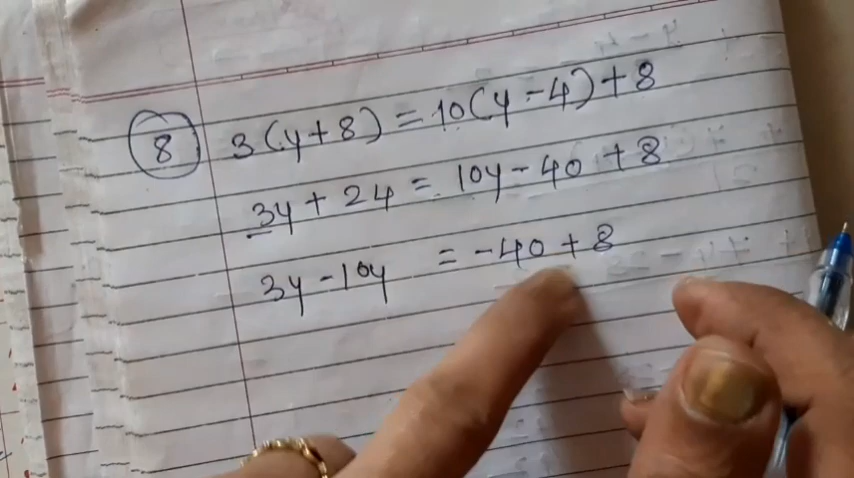 8 3(y+8) = 10(y-4)+8
3y + 24 = 10y - 40 + 8
3y - 10y = -40 + 8